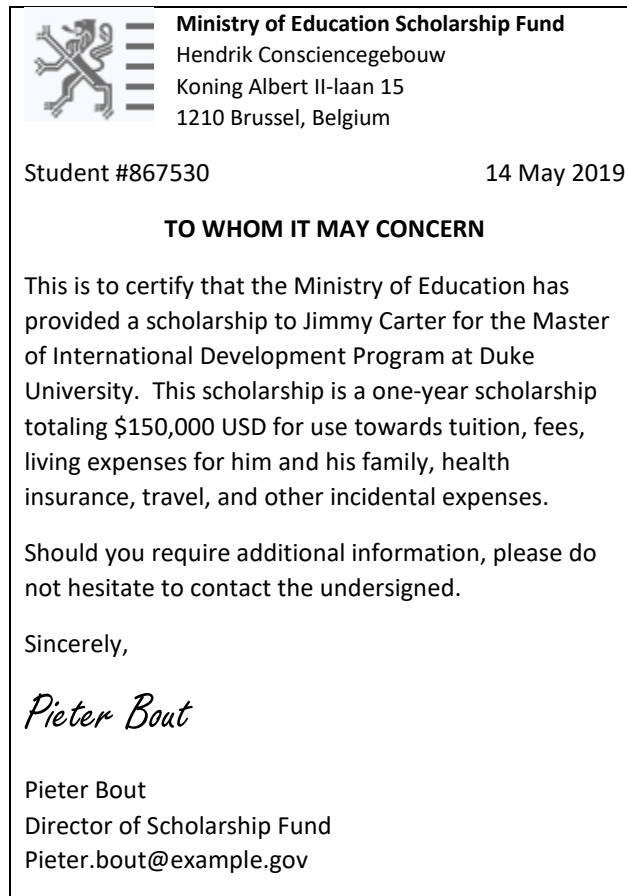 Ministry of Education Scholarship Fund
Hendrik Consciencegebouw
Koning Albert II-laan 15
1210 Brussel, Belgium
Student #867530 14 May 2019
TO WHOM IT MAY CONCERN
This is to certify that the Ministry of Education has
provided a scholarship to Jimmy Carter for the Master
of International Development Program at Duke
University. This scholarship is a one-year scholarship
totaling $150,000 USD for use towards tuition, fees,
living expenses for him and his family, health
insurance, travel, and other incidental expenses.
Should you require additional information, please do
not hesitate to contact the undersigned.
Sincerely,
Pieter Bout
Pieter Bout
Director of Scholarship Fund
Pieter.bout@example.gov